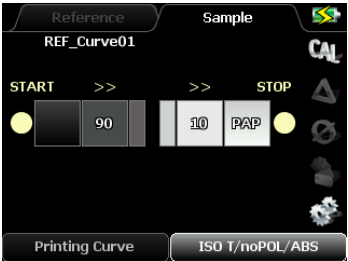 Reference
Sample
REF_Curve01
CAL
START >> >> STOP
90 10 PAP
Printing Curve
ISO T/noPOL/ABS